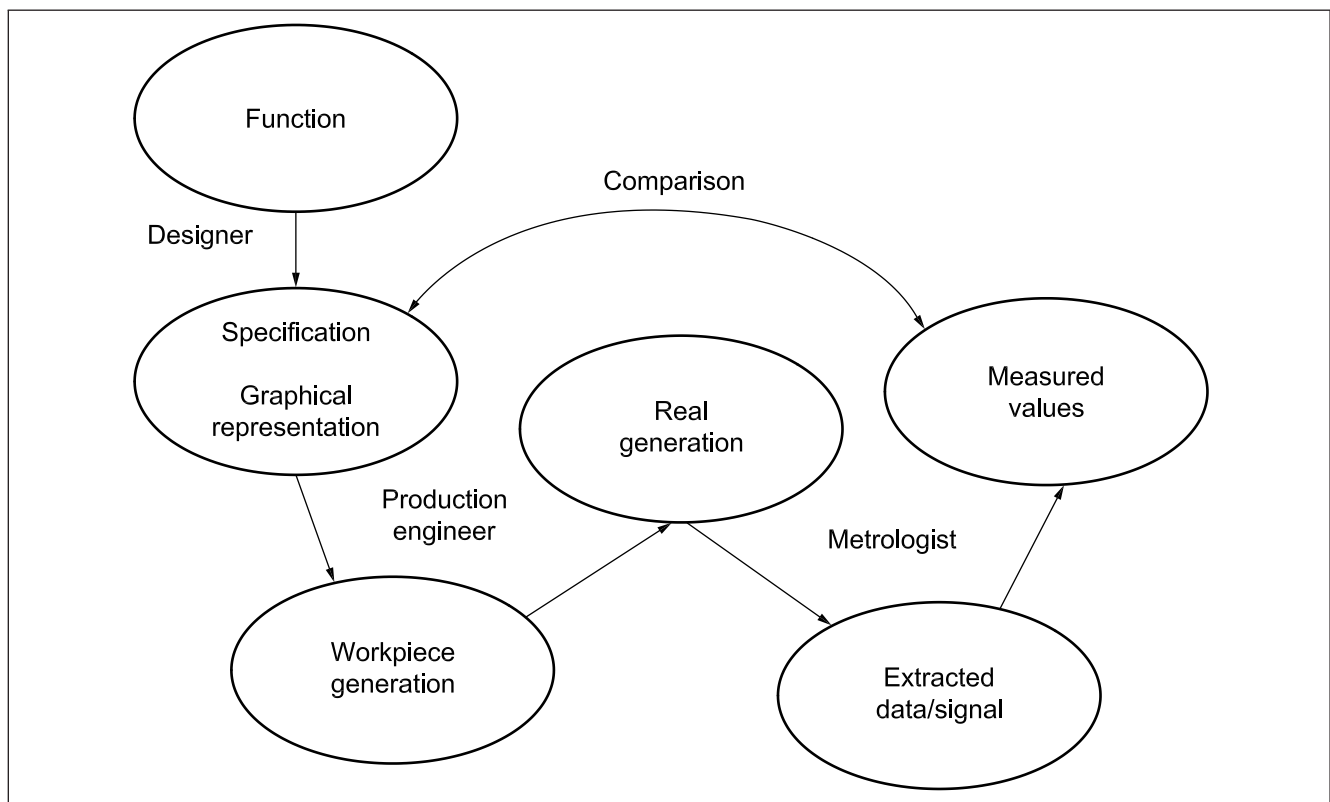 Function
Comparison
Designer
Specification
Graphical
representation
Measured
values
Real
generation
Production
engineer
Metrologist
Workpiece
generation
Extracted
data/signal